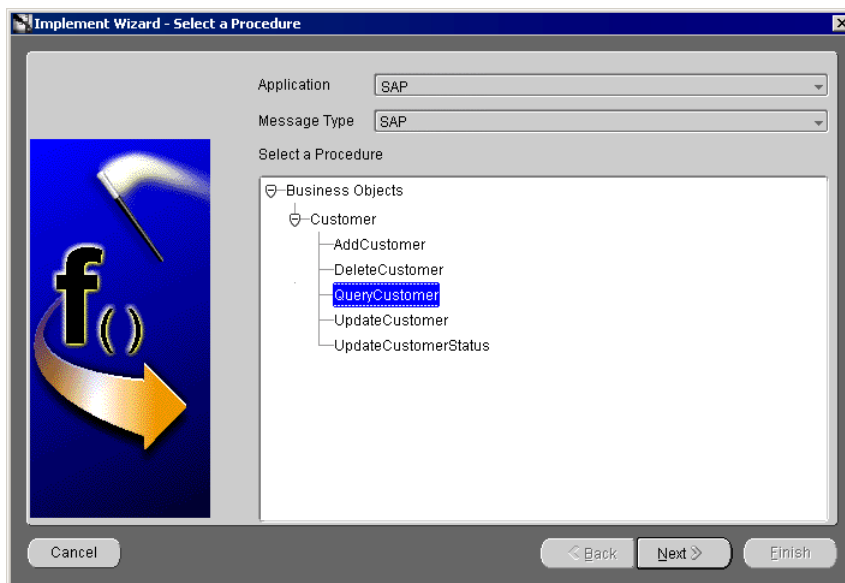 Implement Wizard - Select a Procedure
Application SAP
Message Type SAP
Select a Procedure
Business Objects
Customer
AddCustomer
DeleteCustomer
QueryCustomer
UpdateCustomer
UpdateCustomerStatus
f()
Cancel Back Next Finish